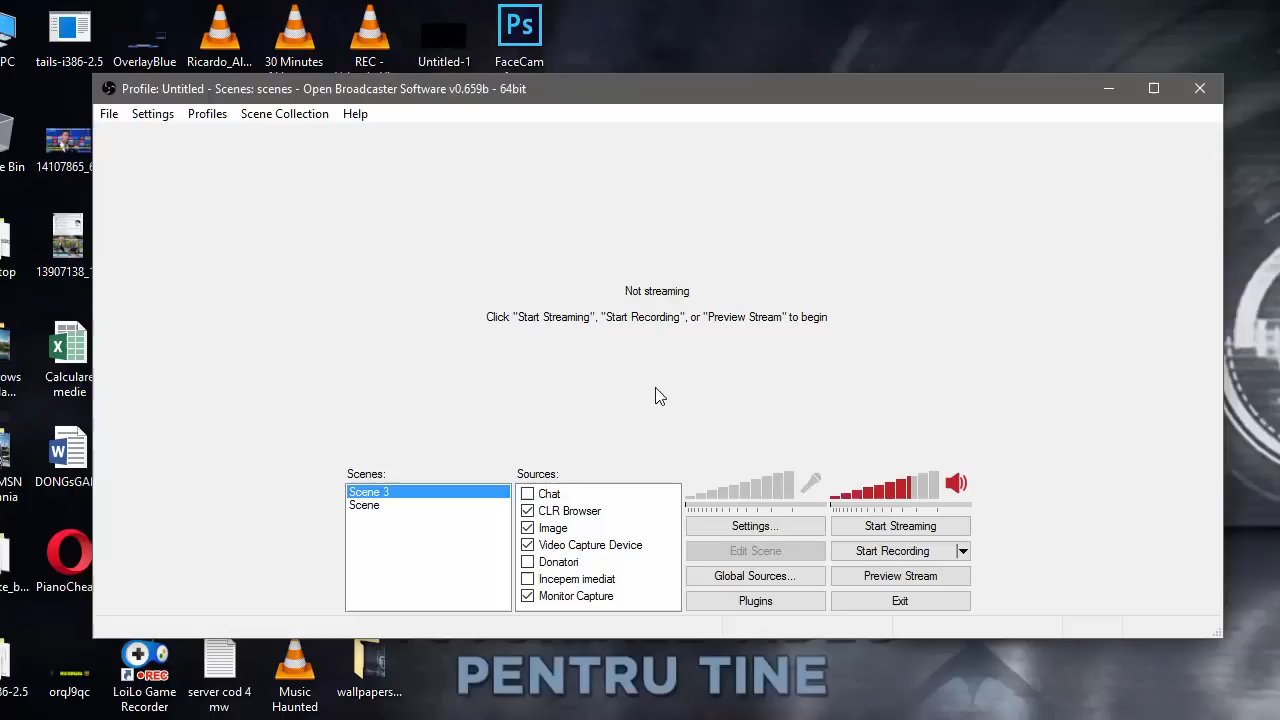 PC
tails-i386-2.5
OverlayBlue
Ricardo_Al...
30 Minutes
REC -
Untitled-1
Ps
FaceCam
Profile: Untitled - Scenes: scenes - Open Broadcaster Software v0.659b - 64bit
File
Settings
Profiles
Scene Collection
Help
e Bin
14107865_6
top
13907138_1
Not streaming
Click "Start Streaming", "Start Recording", or "Preview Stream" to begin
ows
a...
Calculare
medie
MSN
nania
DONGsGA
Scenes:
Scene 3
Scene
Sources:
Chat
CLR Browser
Image
Video Capture Device
Donatori
Incepem imediat
Monitor Capture
Settings...
Start Streaming
Edit Scene
Start Recording
Global Sources...
Preview Stream
Plugins
Exit
te_b...
PianoChea
86-2.5
orqJ9qc
LoiLo Game
Recorder
REC
server cod 4
mw
Music
Haunted
wallpapers...
PENTRU TINE